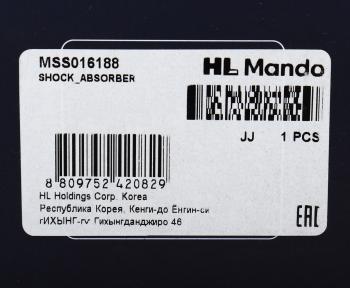 MSS016188
SHOCK_ABSORBER
HL Mando
JJ 1 PCS
8 809752 420829
HL Holdings Corp. Korea
Республика Корея, Кенги-до Ёнгин-си
гИХЫНГ-гу, Гихынгданджиро 46
EAC